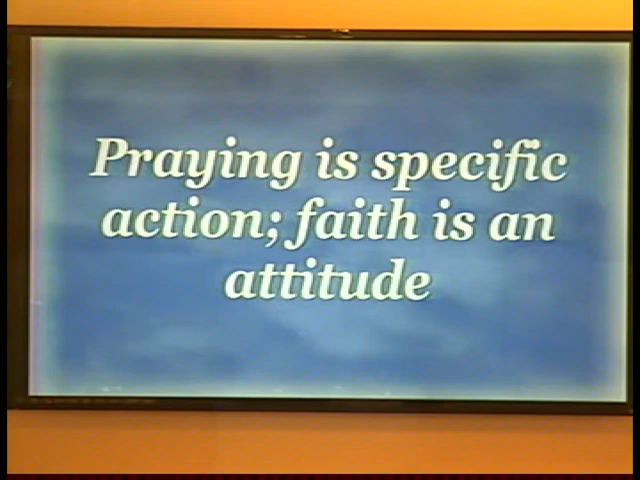 Praying is specific
action; faith is an
attitude